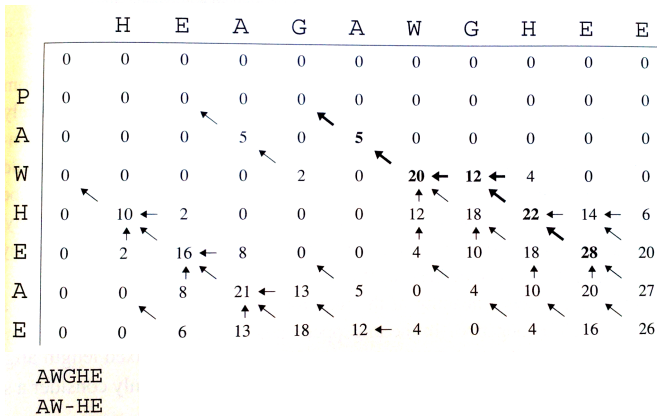 H E A G A W G H E E
0 0 0 0 0 0 0 0 0 0 0
P 0 0 0 0 0 0 0 0 0 0 0
A 0 0 0 5 0 5 0 0 0 0 0
W 0 0 0 0 2 0 20 12 4 0 0
H 0 10 2 0 0 0 12 18 22 14 6
E 0 2 16 8 0 0 4 10 18 28 20
A 0 0 8 21 13 5 0 4 10 20 27
E 0 0 6 13 18 12 4 0 4 16 26
AWGHE
AW-HE